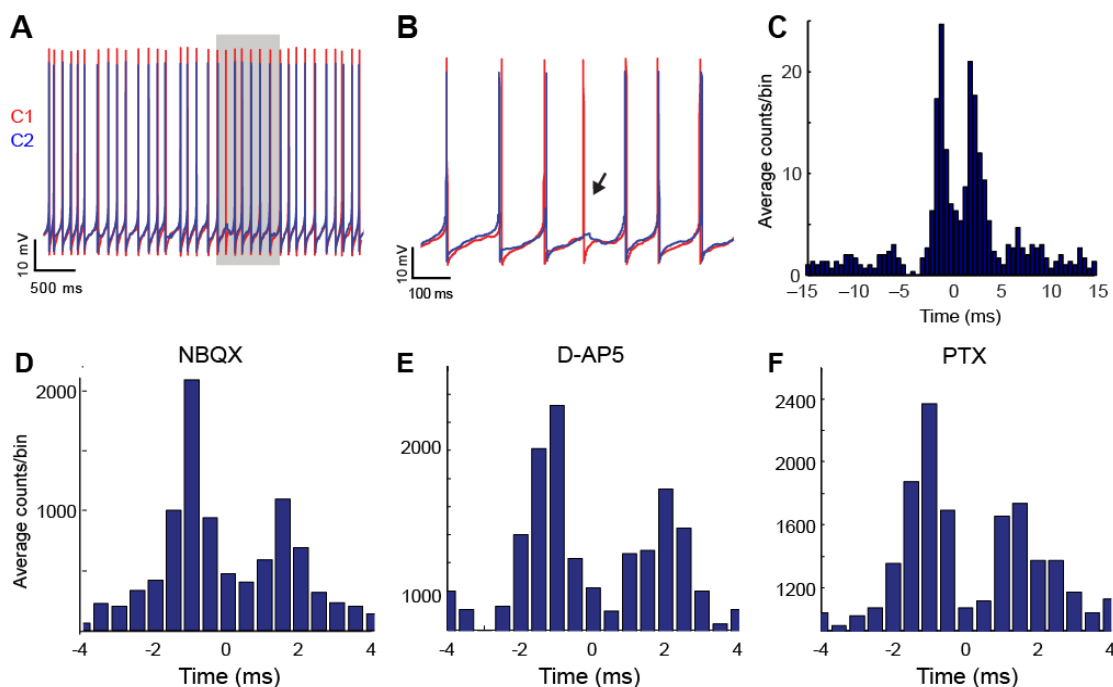 A
C1
C2
10 mV
500 ms
B
10 mV
100 ms
C
Average counts/bin
20
10
0
–15 –10 –5 0 5 10 15
Time (ms)
D NBQX
Average counts/bin
2000
1000
-4 -2 0 2 4
Time (ms)
E D-AP5
2000
1000
-4 -2 0 2 4
Time (ms)
F PTX
2400
2000
1600
1200
-4 -2 0 2 4
Time (ms)